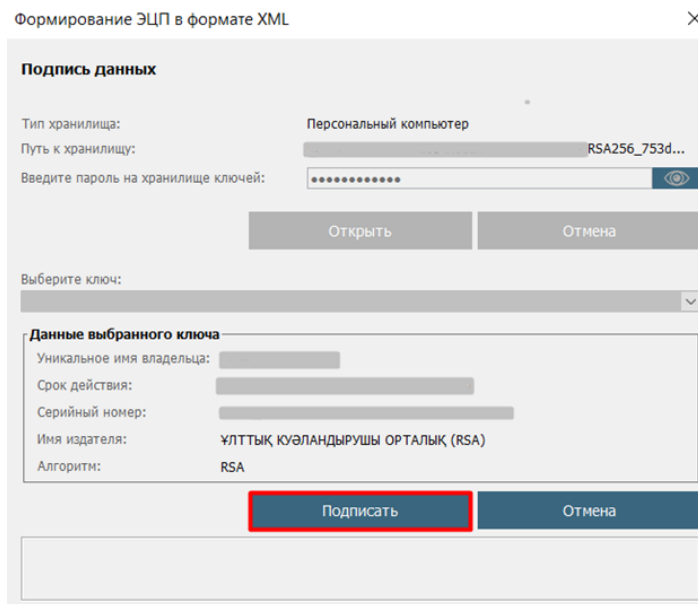 Формирование ЭЦП в формате XML
Подпись данных
Тип хранилища: Персональный компьютер
Путь к хранилищу: RSA256_753d...
Введите пароль на хранилище ключей: ••••••••••••
Открыть Отмена
Выберите ключ:
Данные выбранного ключа
Уникальное имя владельца:
Срок действия:
Серийный номер:
Имя издателя: ҰЛТТЫҚ КУӘЛАНДЫРУШЫ ОРТАЛЫҚ (RSA)
Алгоритм: RSA
Подписать Отмена